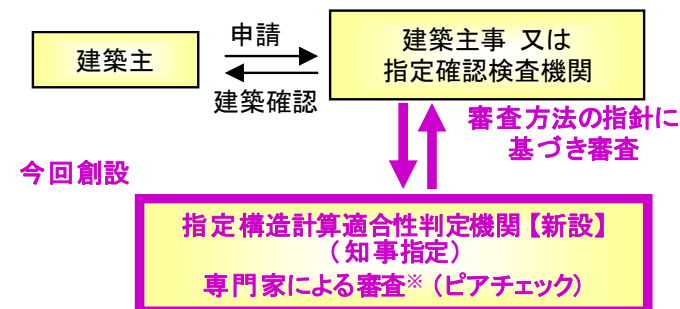 申請
建築主
建築主事 又は
指定確認検査機関
建築確認
審査方法の指針に
基づき審査
今回創設
指定構造計算適合性判定機関【新設】
（知事指定）
専門家による審査※（ピアチェック）